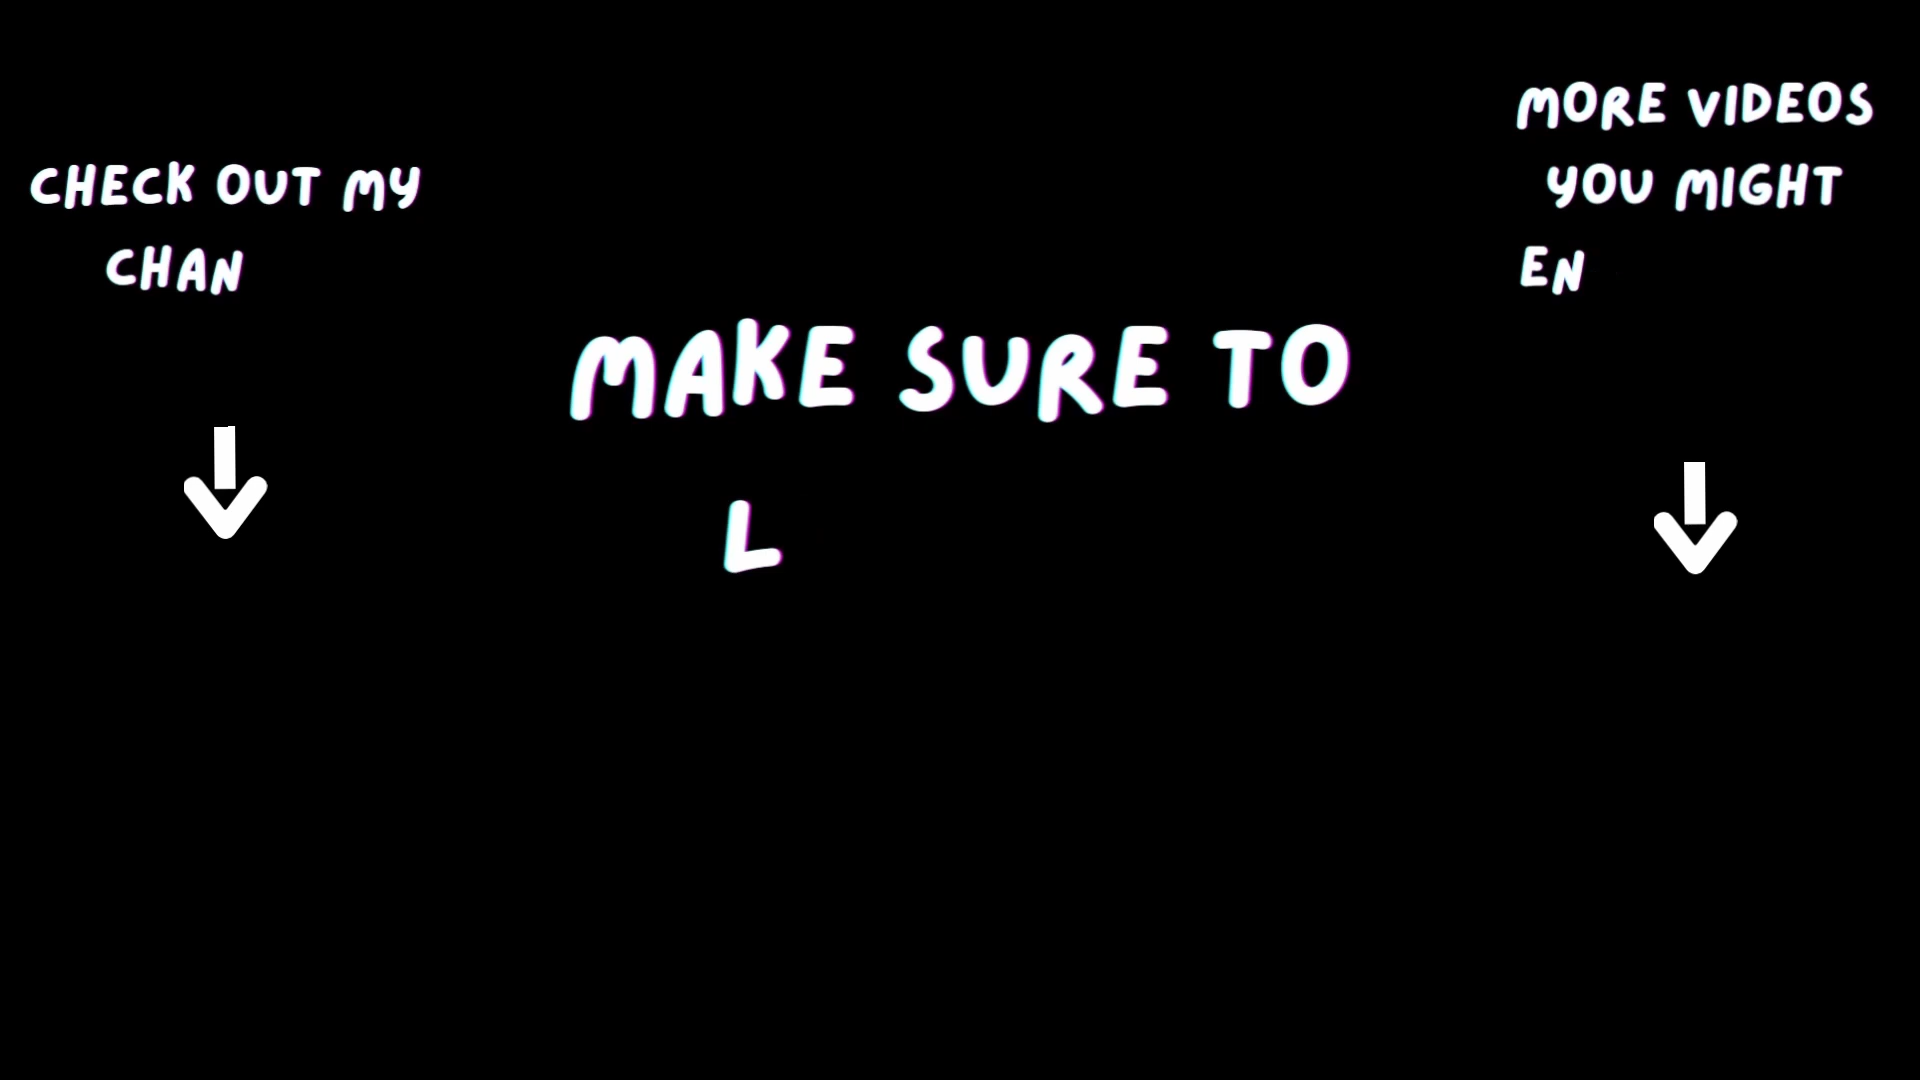 CHECK OUT MY
CHAN
MAKE SURE TO
L
MORE VIDEOS
YOU MIGHT
EN